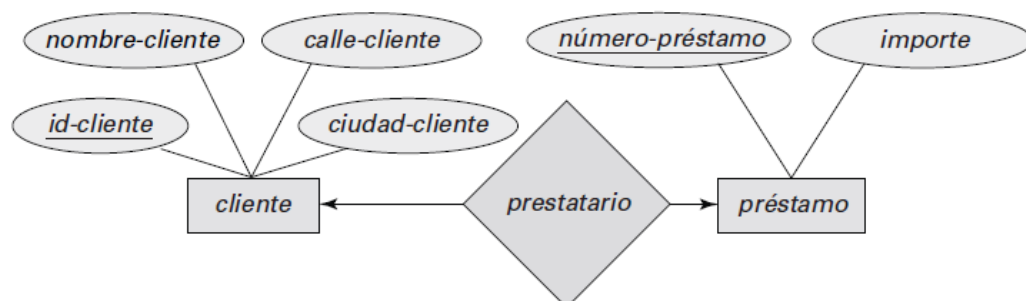 nombre-cliente
calle-cliente
número-préstamo
importe
id-cliente
ciudad-cliente
cliente
prestatario
préstamo